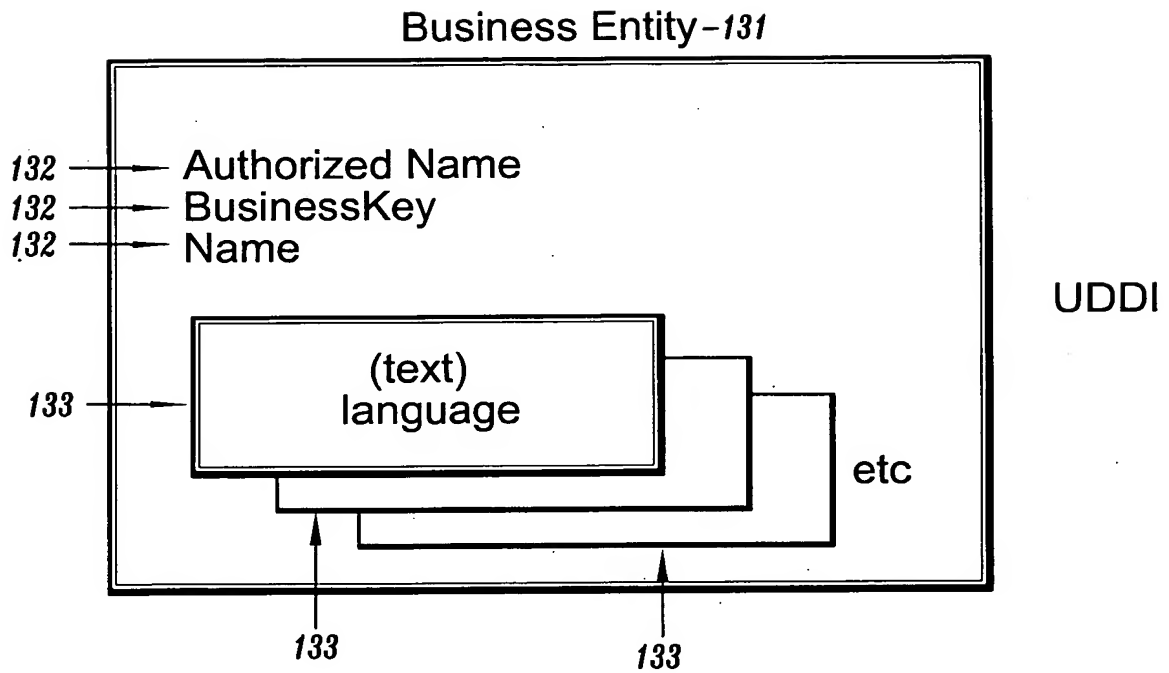 Business Entity-131
132 Authorized Name
132 BusinessKey
132 Name
UDDI
(text)
133 language
etc
133 133